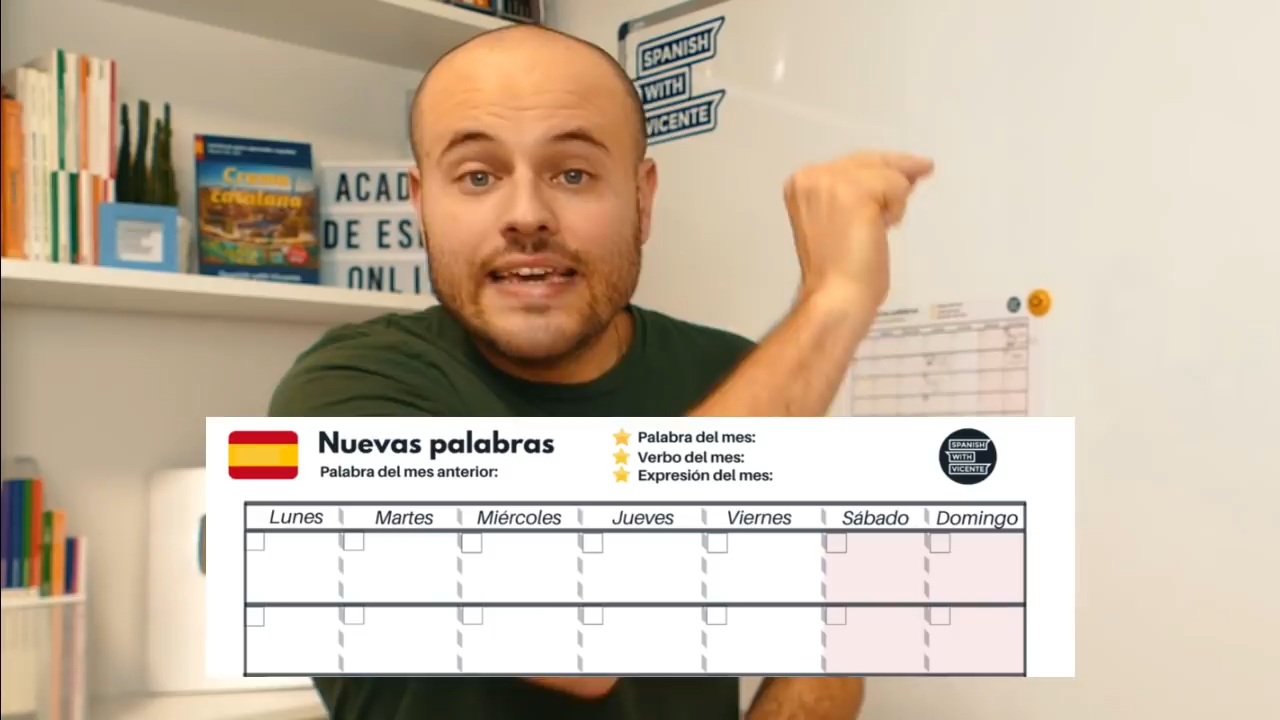 SPANISH
WITH
VICENTE
Crema
catalana
ACAD
DE ES
ONLI
Nuevas palabras
Palabra del mes anterior:
Palabra del mes:
Verbo del mes:
Expresión del mes:
SPANISH
WITH
VICENTE
Lunes Martes Miércoles Jueves Viernes Sábado Domingo